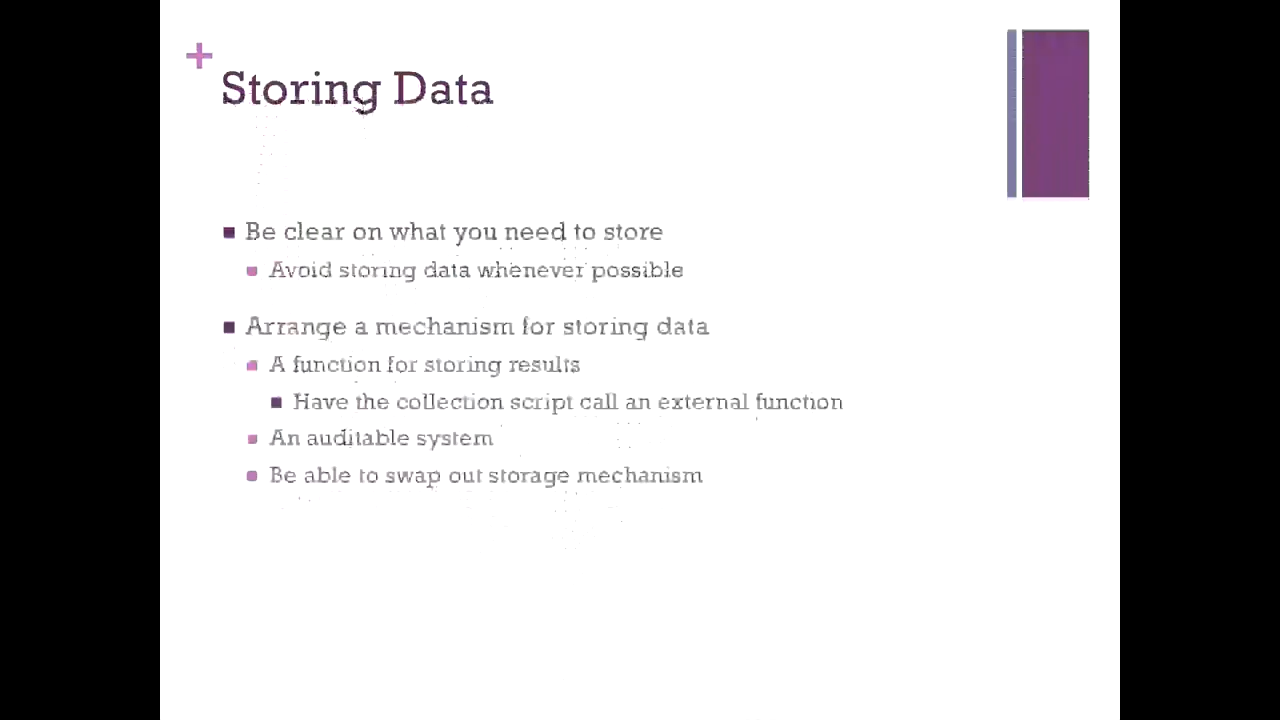 +
Storing Data
Be clear on what you need to store
Avoid storing data whenever possible
Arrange a mechanism for storing data
A function for storing results
Have the collection script call an external function
An auditable system
Be able to swap out storage mechanism